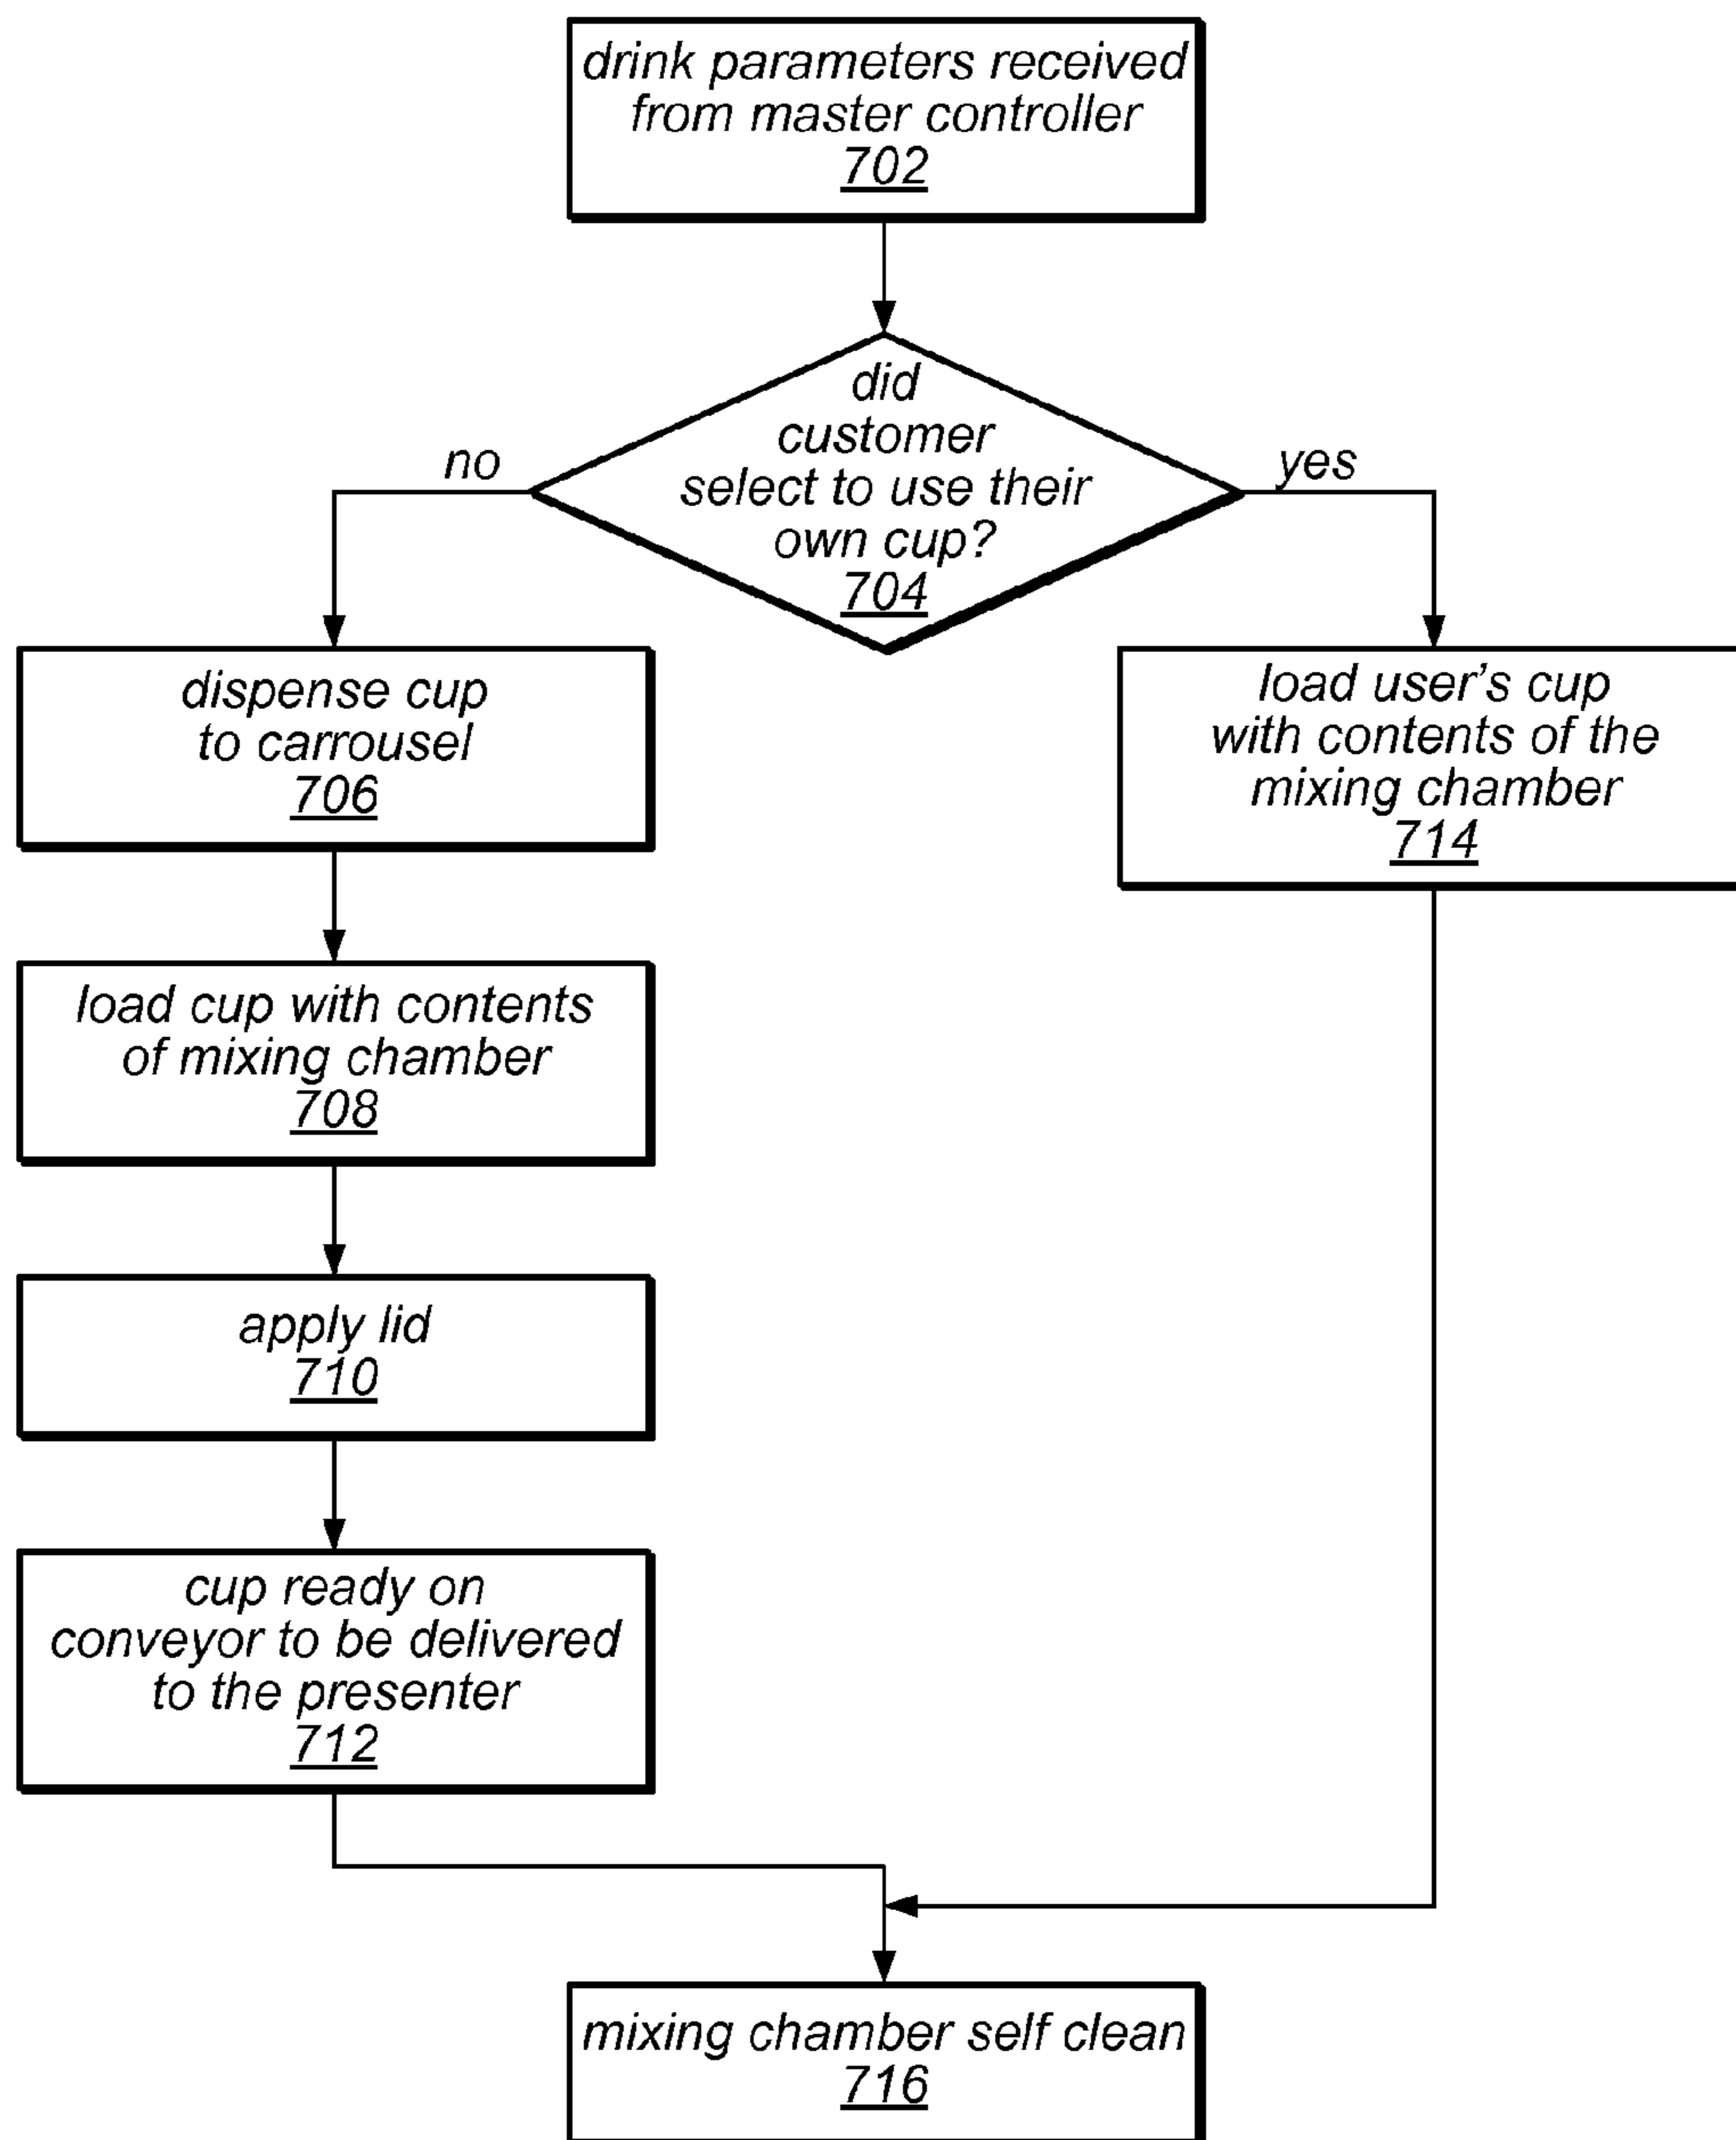 drink parameters received
from master controller
702
did
customer
select to use their
own cup?
704
no
yes
dispense cup
to carrousel
706
load user's cup
with contents of the
mixing chamber
714
load cup with contents
of mixing chamber
708
apply lid
710
cup ready on
conveyor to be delivered
to the presenter
712
mixing chamber self clean
716